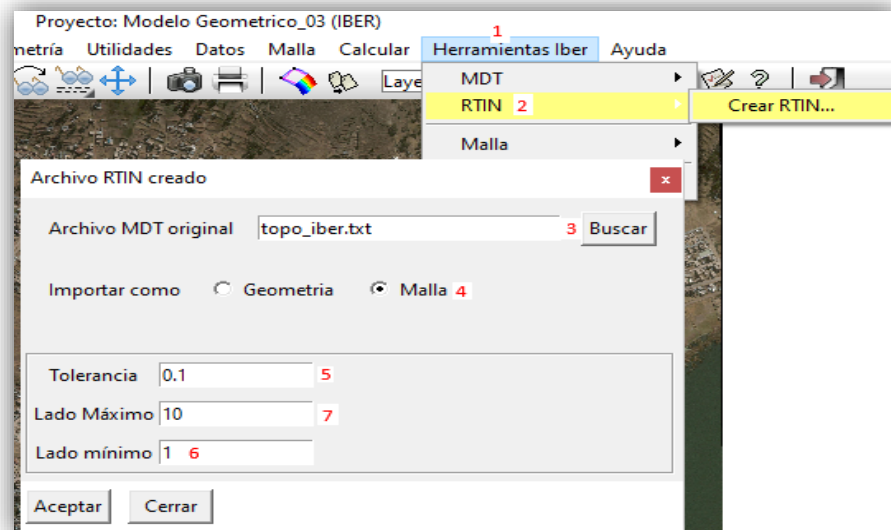 Proyecto: Modelo Geometrico_03 (IBER)
1
metría Utilidades Datos Malla Calcular Herramientas Iber Ayuda
Laye
MDT
RTIN 2
Crear RTIN...
Malla
Archivo RTIN creado
x
Archivo MDT original topo_iber.txt 3 Buscar
Importar como Geometria Malla 4
Tolerancia 0.1 5
Lado Máximo 10 7
Lado mínimo 1 6
Aceptar Cerrar